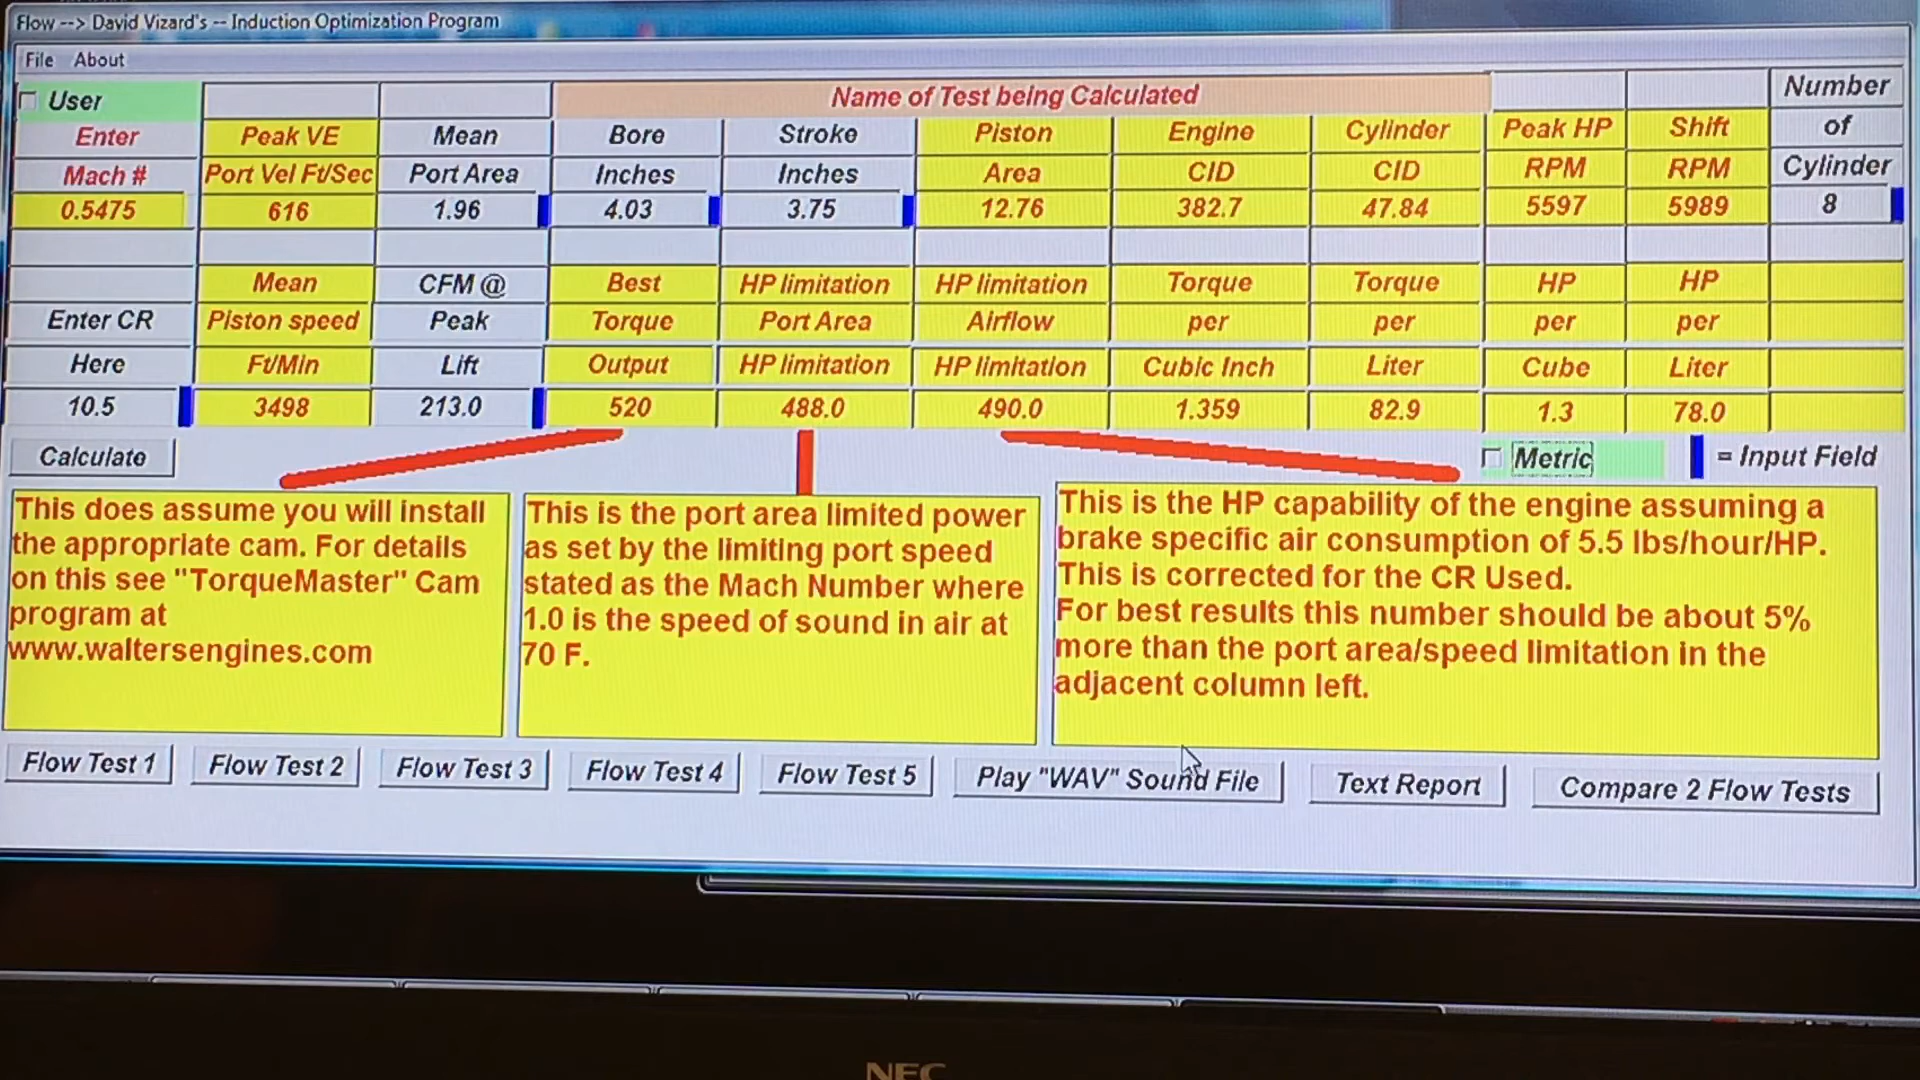 Flow --> David Vizard's -- Induction Optimization Program
File About
User
Name of Test being Calculated
Number
Enter Peak VE Mean Bore Stroke Piston Engine Cylinder Peak HP Shift of
Mach # Port Vel Ft/Sec Port Area Inches Inches Area CID CID RPM RPM Cylinder
0.5475 616 1.96 4.03 3.75 12.76 382.7 47.84 5597 5989 8
Mean CFM @ Best HP limitation HP limitation Torque Torque HP HP
Enter CR Piston speed Peak Torque Port Area Airflow per per per per
Here Ft/Min Lift Output HP limitation HP limitation Cubic Inch Liter Cube Liter
10.5 3498 213.0 520 488.0 490.0 1.359 82.9 1.3 78.0
Calculate
Metric
= Input Field
This does assume you will install
the appropriate cam. For details
on this see "TorqueMaster" Cam
program at
www.waltersengines.com
This is the port area limited power
as set by the limiting port speed
stated as the Mach Number where
1.0 is the speed of sound in air at
70 F.
This is the HP capability of the engine assuming a
brake specific air consumption of 5.5 lbs/hour/HP.
This is corrected for the CR Used.
For best results this number should be about 5%
more than the port area/speed limitation in the
adjacent column left.
Flow Test 1 Flow Test 2 Flow Test 3 Flow Test 4 Flow Test 5 Play "WAV" Sound File Text Report Compare 2 Flow Tests
NEC